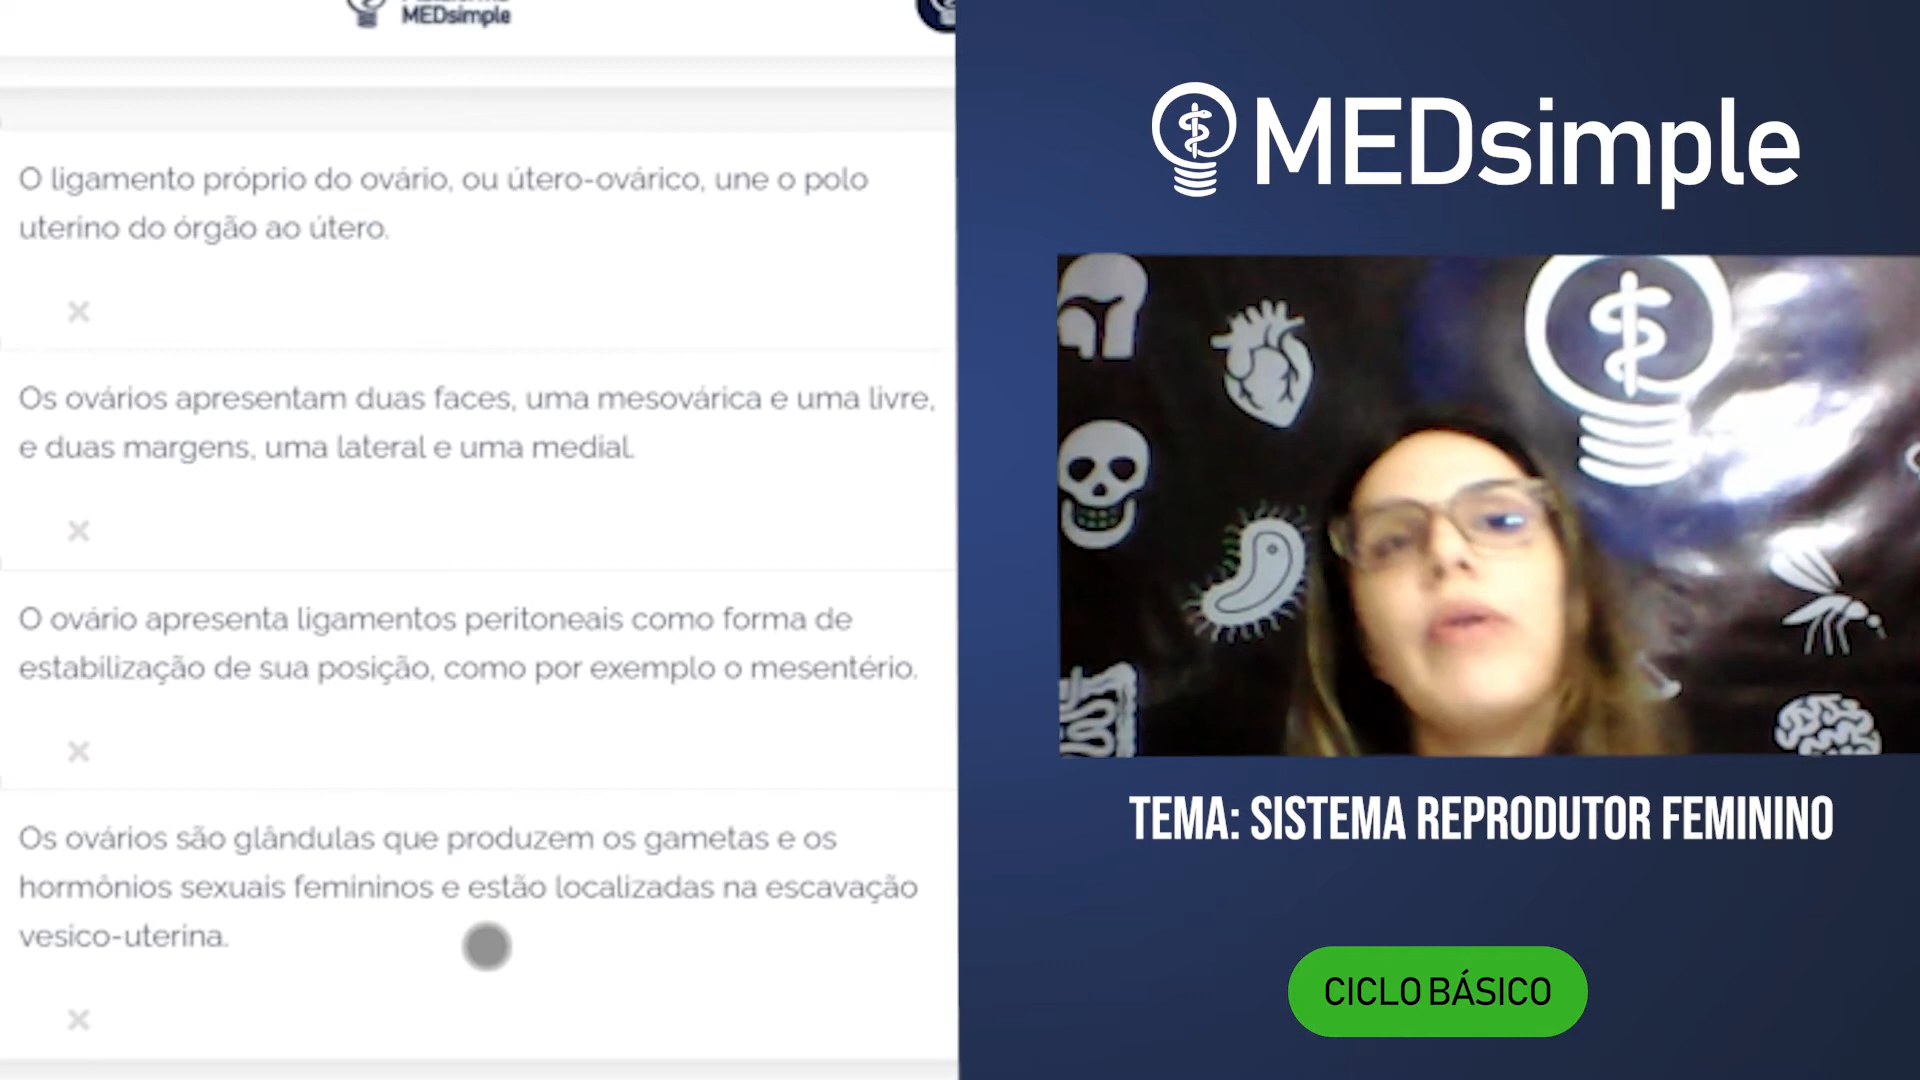 MEDsimple
O ligamento próprio do ovário, ou útero-ovárico, une o polo
uterino do órgão ao útero.
Os ovários apresentam duas faces, uma mesovárica e uma livre,
e duas margens, uma lateral e uma medial.
O ovário apresenta ligamentos peritoneais como forma de
estabilização de sua posição, como por exemplo o mesentério.
Os ovários são glândulas que produzem os gametas e os
hormônios sexuais femininos e estão localizadas na escavação
vesico-uterina.
MEDsimple
TEMA: SISTEMA REPRODUTOR FEMININO
CICLO BÁSICO